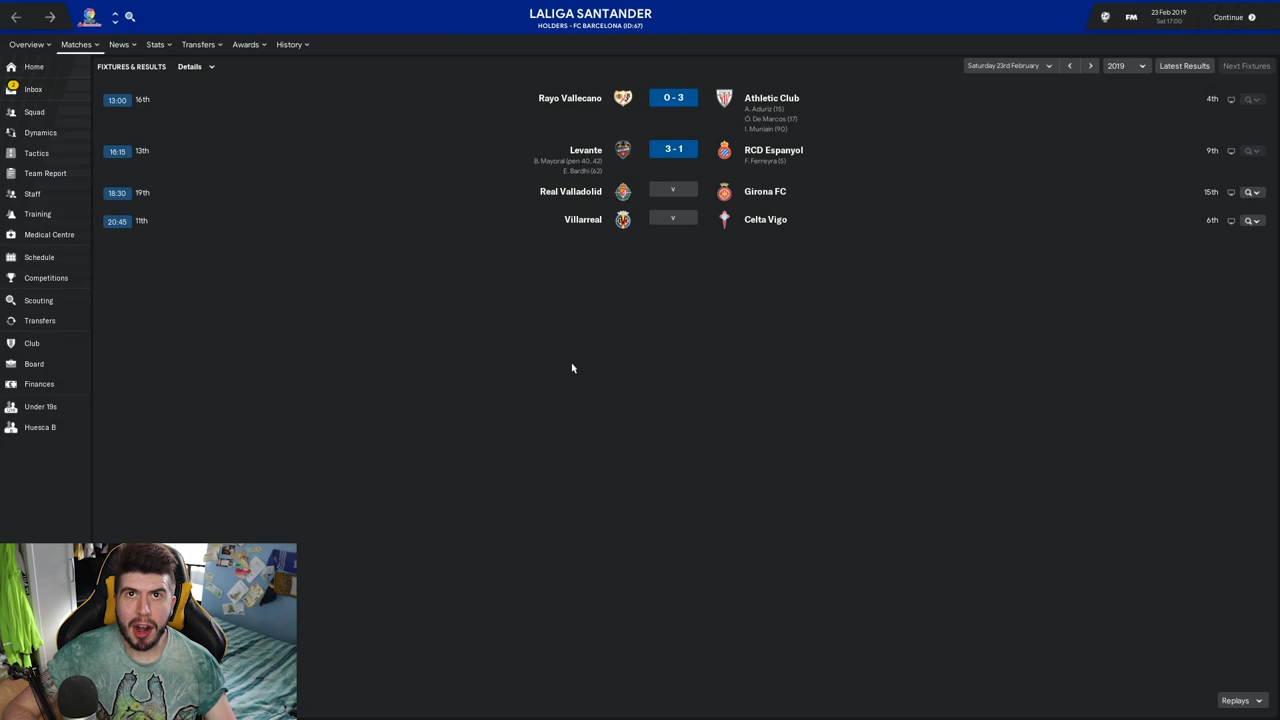 LALIGA SANTANDER
HOLDERS - FC BARCELONA (ID:67)
FM
23 Feb 2019
Sat 17:00
Continue
Overview
Matches
News
Stats
Transfers
Awards
History
Home
2
Inbox
Squad
Dynamics
Tactics
Team Report
Staff
Training
Medical Centre
Schedule
Competitions
Scouting
Transfers
Club
Board
Finances
Under 19s
Huesca B
FIXTURES & RESULTS
Details
Saturday 23rd February
2019
Latest Results
Next Fixtures
13:00 16th Rayo Vallecano 0 - 3 Athletic Club 4th
A. Aduriz (15)
Ó. De Marcos (17)
I. Muniain (90)
16:15 13th Levante 3 - 1 RCD Espanyol 9th
B. Mayoral (pen 40, 42) F. Ferreyra (5)
E. Bardhi (62)
18:30 19th Real Valladolid v Girona FC 15th
20:45 11th Villarreal v Celta Vigo 6th
Replays